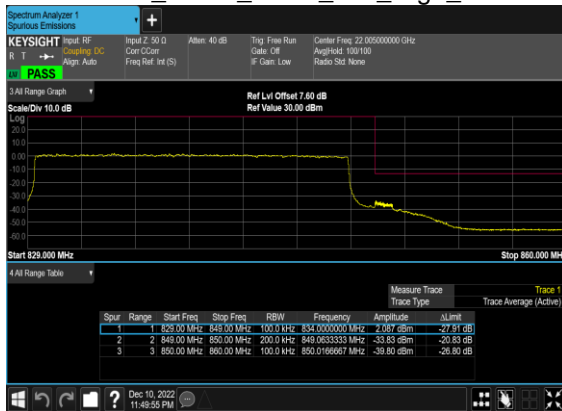 Spectrum Analyzer 1
Spurious Emissions
KEYSIGHT Input: RF Input Z: 50 Ω Atten: 40 dB Trig: Free Run Center Freq: 22.005000000 GHz
R T Coupling: DC Corr CCorr Gate: Off Avg|Hold: 100/100
Align: Auto Freq Ref: Int (S) IF Gain: Low Radio Std: None
PASS
3 All Range Graph
Ref Lvl Offset 7.60 dB
Scale/Div 10.0 dB Ref Value 30.00 dBm
Log
20.0
10.0
0.00
-10.0
-20.0
-30.0
-40.0
-50.0
-60.0
Start 829.000 MHz Stop 860.000 MH
4 All Range Table
Measure Trace Trace 1
Trace Type Trace Average (Active)
Spur Range Start Freq Stop Freq RBW Frequency Amplitude ΔLimit
1 1 829.00 MHz 849.00 MHz 100.0 kHz 834.0000000 MHz 2.087 dBm -27.91 dB
2 2 849.00 MHz 850.00 MHz 200.0 kHz 849.0633333 MHz -33.83 dBm -20.83 dB
3 3 850.00 MHz 860.00 MHz 100.0 kHz 850.0166667 MHz -39.80 dBm -26.80 dB
Dec 10, 2022
11:49:55 PM